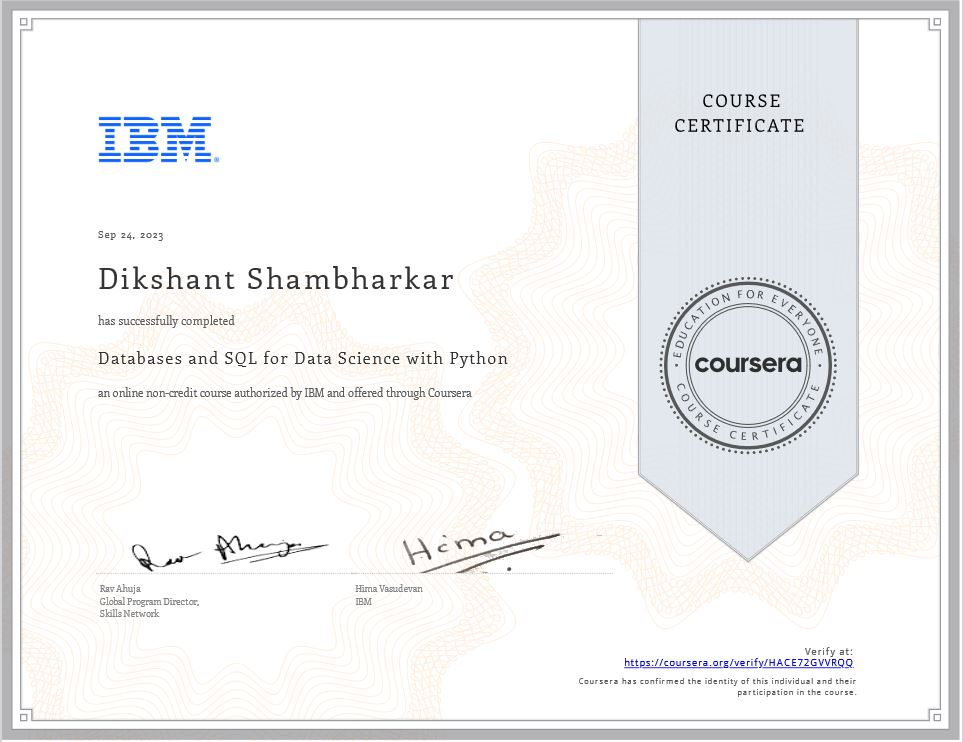 COURSE
CERTIFICATE
IBM®
Sep 24, 2023
Dikshant Shambharkar
has successfully completed
Databases and SQL for Data Science with Python
an online non-credit course authorized by IBM and offered through Coursera
EDUCATION FOR EVERYONE
coursera
COURSE CERTIFICATE
Rav Ahuja
Hima
Rav Ahuja
Global Program Director,
Skills Network
Hima Vasudevan
IBM
Verify at:
https://coursera.org/verify/HACE72GVVRQQ
Coursera has confirmed the identity of this individual and their
participation in the course.